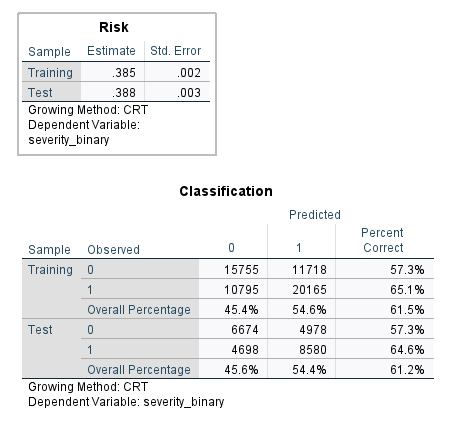 Risk
Sample Estimate Std. Error
Training .385 .002
Test .388 .003
Growing Method: CRT
Dependent Variable:
severity_binary
Classification
Predicted
Sample Observed 0 1 Percent Correct
Training 0 15755 11718 57.3%
1 10795 20165 65.1%
Overall Percentage 45.4% 54.6% 61.5%
Test 0 6674 4978 57.3%
1 4698 8580 64.6%
Overall Percentage 45.6% 54.4% 61.2%
Growing Method: CRT
Dependent Variable: severity_binary